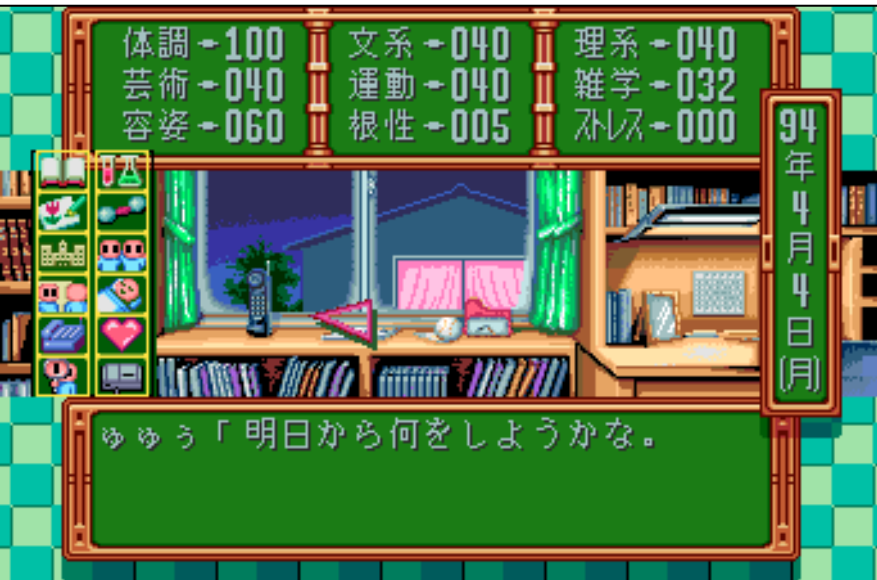 体調-100 文系-040 理系-040
芸術-040 運動-040 雑学-032
容姿-060 根性-005 ストレス-000
94年4月4日(月)
ゅゅぅ「明日から何をしようかな。